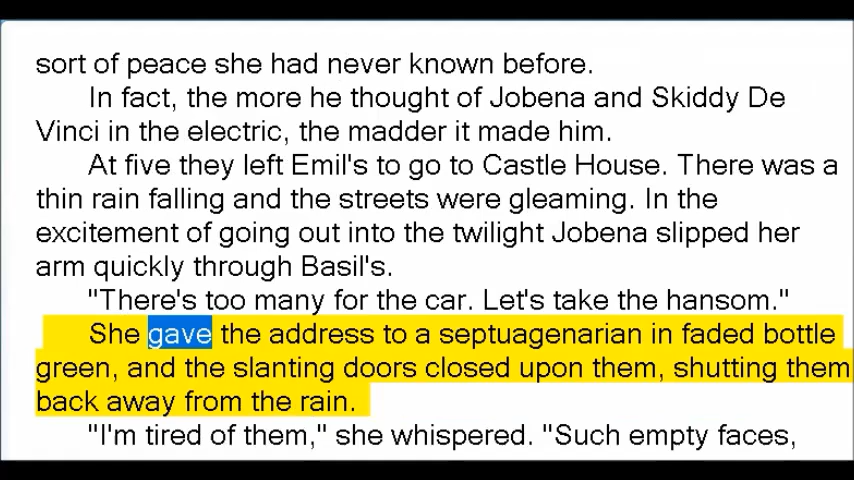 sort of peace she had never known before.
In fact, the more he thought of Jobena and Skiddy De
Vinci in the electric, the madder it made him.
At five they left Emil's to go to Castle House. There was a
thin rain falling and the streets were gleaming. In the
excitement of going out into the twilight Jobena slipped her
arm quickly through Basil's.
"There's too many for the car. Let's take the hansom."
She gave the address to a septuagenarian in faded bottle
green, and the slanting doors closed upon them, shutting them
back away from the rain.
"I'm tired of them," she whispered. "Such empty faces,